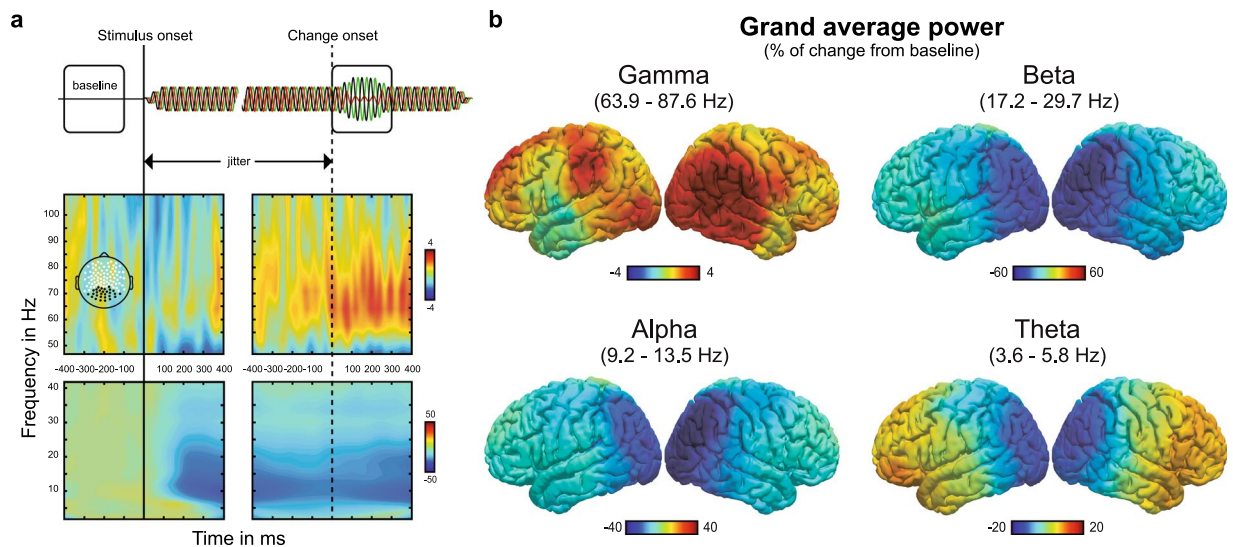 a
Stimulus onset
Change onset
baseline
jitter
Frequency in Hz
100
90
80
70
60
50
4
-4
-400 -300 -200 -100 100 200 300 400
-400 -300 -200 -100 100 200 300 400
40
30
20
10
50
-50
Time in ms
b
Grand average power
(% of change from baseline)
Gamma
(63.9 - 87.6 Hz)
-4 4
Beta
(17.2 - 29.7 Hz)
-60 60
Alpha
(9.2 - 13.5 Hz)
-40 40
Theta
(3.6 - 5.8 Hz)
-20 20